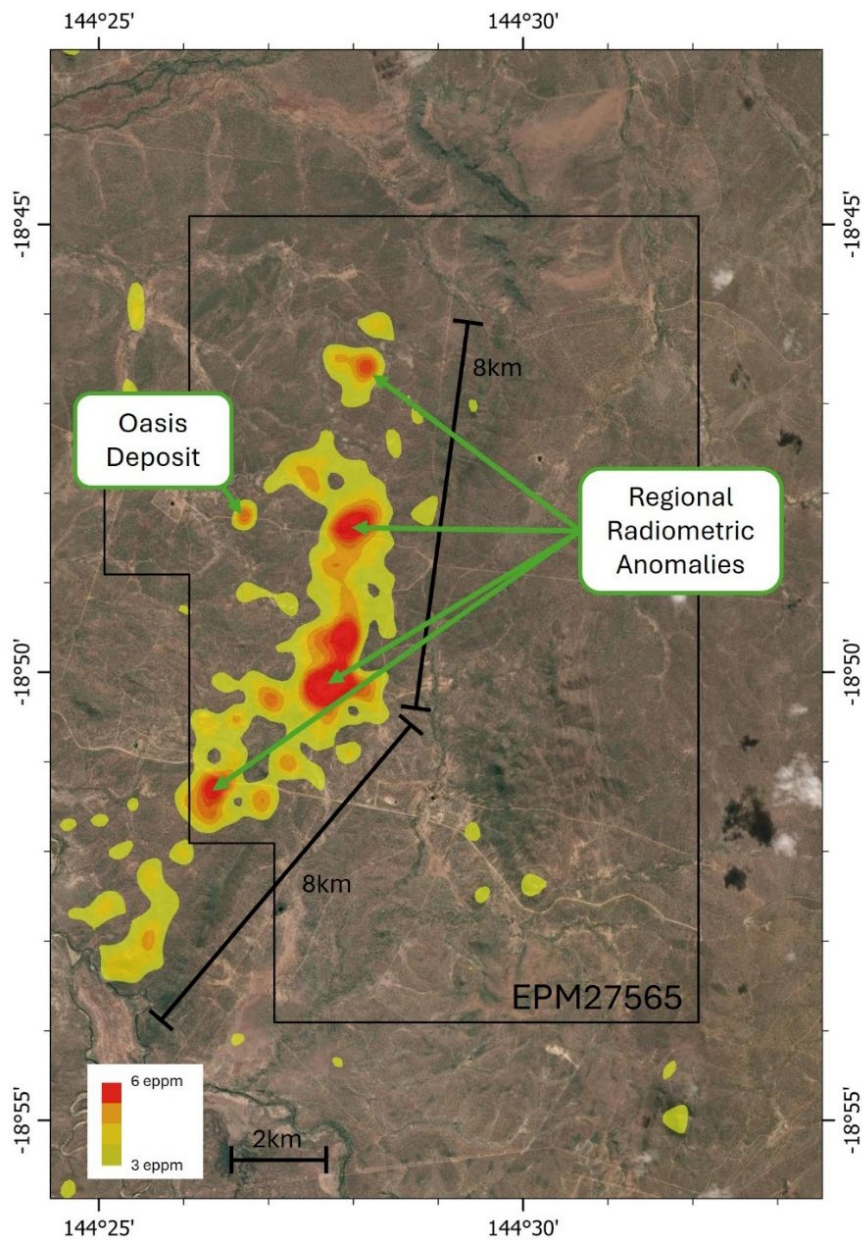 144°25'
144°30'
-18°45'
-18°45'
8km
Oasis
Deposit
Regional
Radiometric
Anomalies
-18°50'
-18°50'
8km
EPM27565
6 eppm
3 eppm
2km
-18°55'
-18°55'
144°25'
144°30'